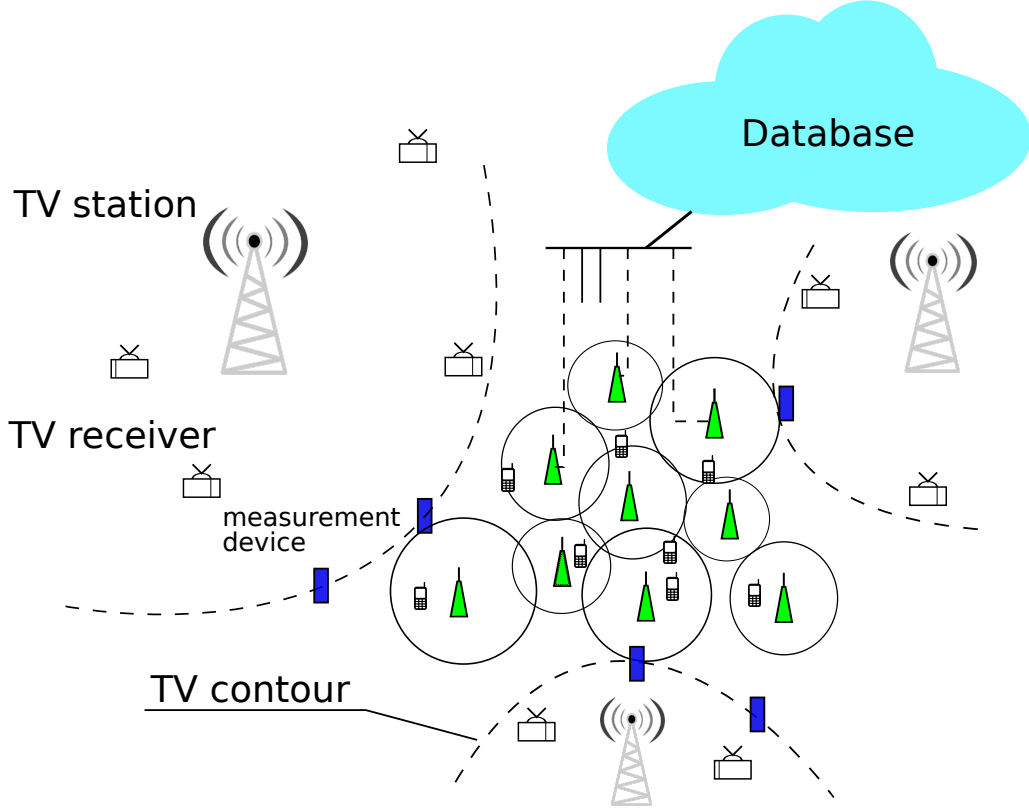 Database
TV station
TV receiver
measurement
device
TV contour